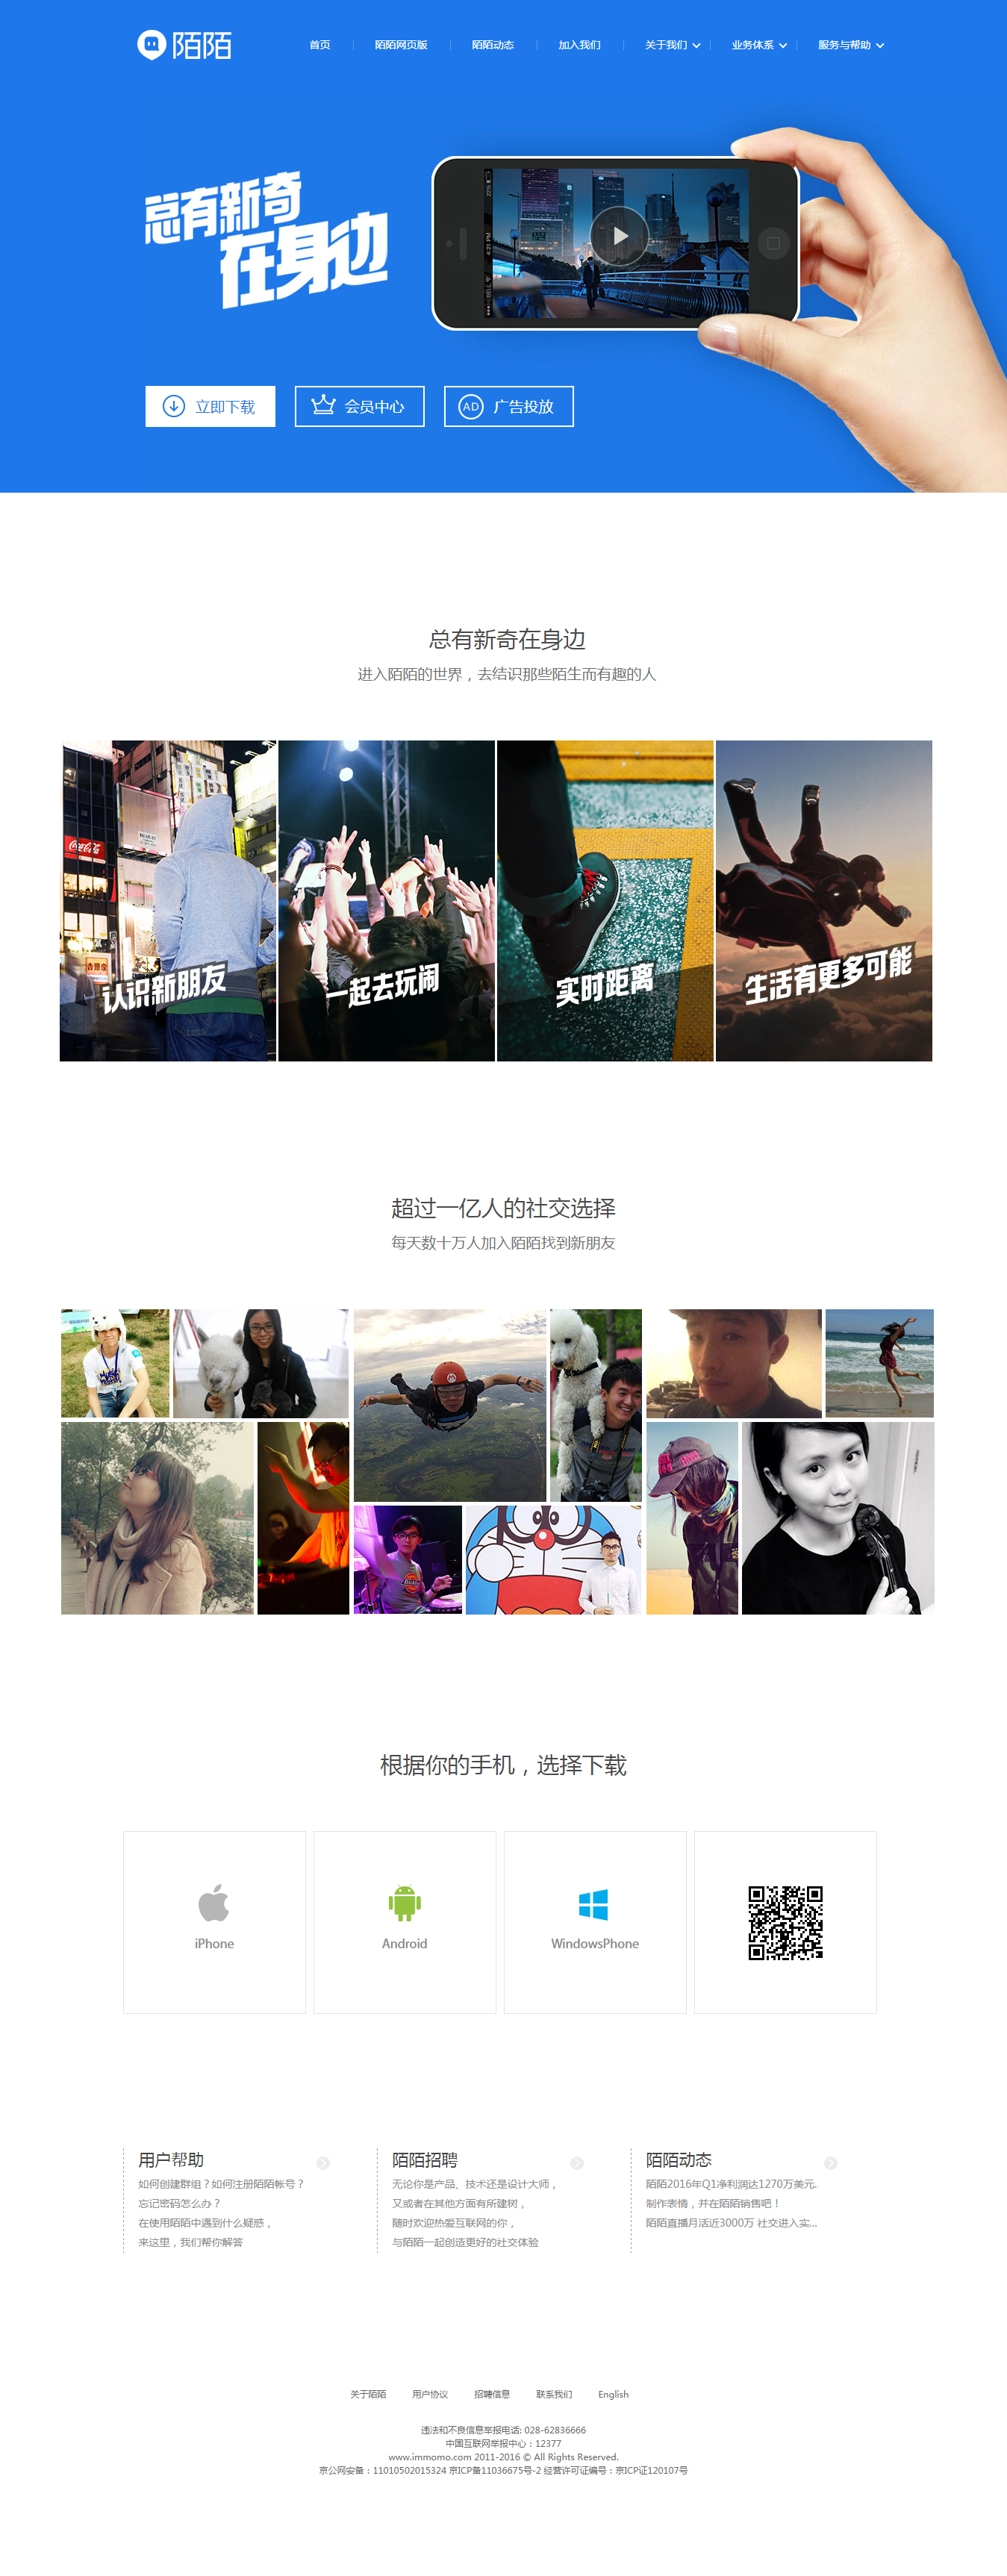 陌陌
首页
陌陌网页版
陌陌动态
加入我们
关于我们
业务体系
服务与帮助
总有新奇
在身边
22%
4:21 PM
立即下载
会员中心
AD 广告投放
总有新奇在身边
进入陌陌的世界，去结识那些陌生而有趣的人
认识新朋友
一起去玩闹
实时距离
生活有更多可能
超过一亿人的社交选择
每天数十万人加入陌陌找到新朋友
根据你的手机，选择下载
iPhone
Android
WindowsPhone
用户帮助
如何创建群组？如何注册陌陌帐号？
忘记密码怎么办？
在使用陌陌中遇到什么疑惑，
来这里，我们帮你解答
陌陌招聘
无论你是产品、技术还是设计大师，
又或者在其他方面有所建树，
随时欢迎热爱互联网的你，
与陌陌一起创造更好的社交体验
陌陌动态
陌陌2016年Q1净利润达1270万美元..
制作表情，并在陌陌销售吧！
陌陌直播月活近3000万 社交进入实...
关于陌陌
用户协议
招聘信息
联系我们
English
违法和不良信息举报电话: 028-62836666
中国互联网举报中心：12377
www.immomo.com 2011-2016 © All Rights Reserved.
京公网安备：11010502015324 京ICP备11036675号-2 经营许可证编号：京ICP证120107号